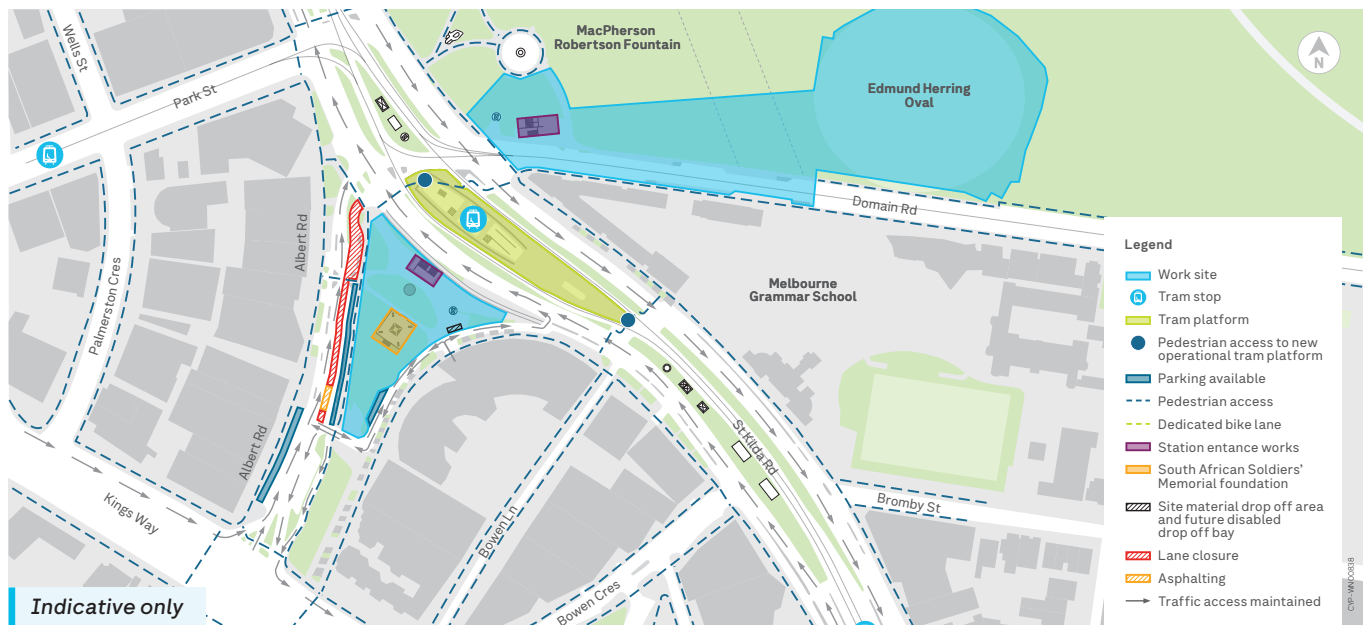 Wells St
MacPherson
Robertson Fountain
N
Park St
Edmund Herring
Oval
Albert Rd
Domain Rd
Palmerston Cres
Melbourne
Grammar School
Albert Rd
Kings Way
St Kilda Rd
Bromby St
Bowen Ln
Bowen Cres
Indicative only
Legend
Work site
Tram stop
Tram platform
Pedestrian access to new
operational tram platform
Parking available
Pedestrian access
Dedicated bike lane
Station entance works
South African Soldiers'
Memorial foundation
Site material drop off area
and future disabled
drop off bay
Lane closure
Asphalting
Traffic access maintained
CYP-WN00838